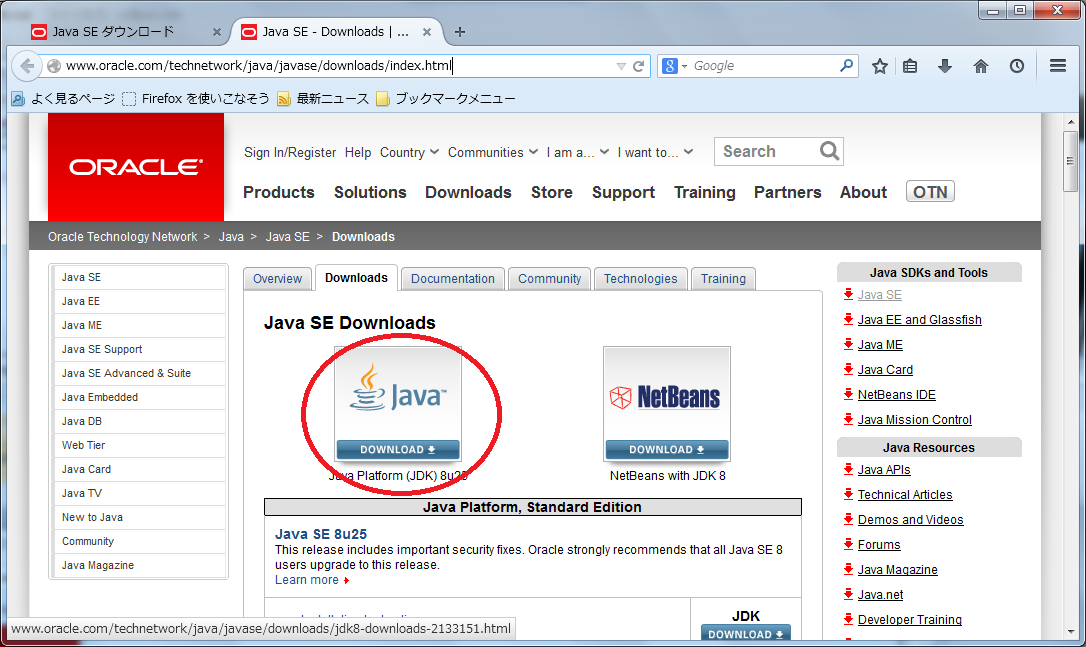 Java SE ダウンロード
Java SE - Downloads | ...
www.oracle.com/technetwork/java/javase/downloads/index.html
Google
よく見るページ Firefox を使いこなそう 最新ニュース ブックマークメニュー
ORACLE
Sign In/Register Help Country Communities I am a... I want to... Search
Products Solutions Downloads Store Support Training Partners About OTN
Oracle Technology Network > Java > Java SE > Downloads
Java SE
Java EE
Java ME
Java SE Support
Java SE Advanced & Suite
Java Embedded
Java DB
Web Tier
Java Card
Java TV
New to Java
Community
Java Magazine
Overview Downloads Documentation Community Technologies Training
Java SE Downloads
Java
DOWNLOAD
Java Platform (JDK) 8u25
NetBeans
DOWNLOAD
NetBeans with JDK 8
Java Platform, Standard Edition
Java SE 8u25
This release includes important security fixes. Oracle strongly recommends that all Java SE 8
users upgrade to this release.
Learn more
JDK
DOWNLOAD
Java SDKs and Tools
Java SE
Java EE and Glassfish
Java ME
Java Card
NetBeans IDE
Java Mission Control
Java Resources
Java APIs
Technical Articles
Demos and Videos
Forums
Java Magazine
Java.net
Developer Training
www.oracle.com/technetwork/java/javase/downloads/jdk8-downloads-2133151.html